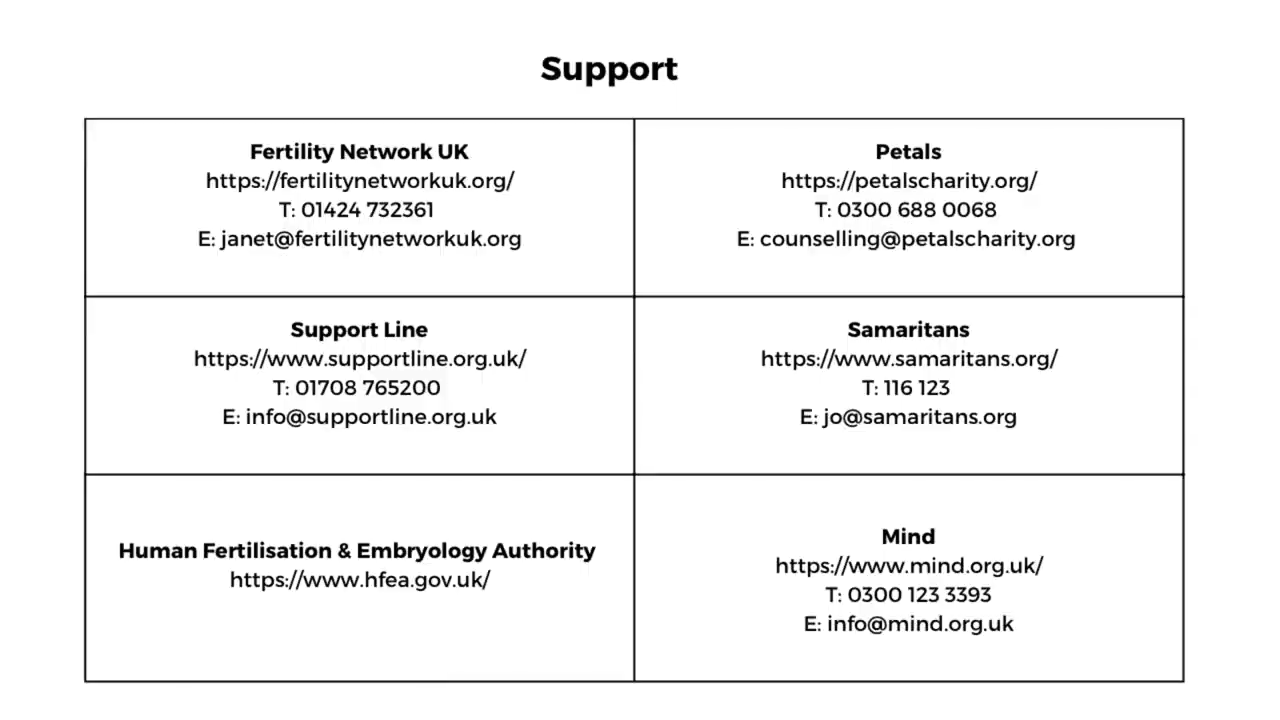 Support
Fertility Network UK
https://fertilitynetworkuk.org/
T: 01424 732361
E: janet@fertilitynetworkuk.org
Petals
https://petalscharity.org/
T: 0300 688 0068
E: counselling@petalscharity.org
Support Line
https://www.supportline.org.uk/
T: 01708 765200
E: info@supportline.org.uk
Samaritans
https://www.samaritans.org/
T: 116 123
E: jo@samaritans.org
Human Fertilisation & Embryology Authority
https://www.hfea.gov.uk/
Mind
https://www.mind.org.uk/
T: 0300 123 3393
E: info@mind.org.uk